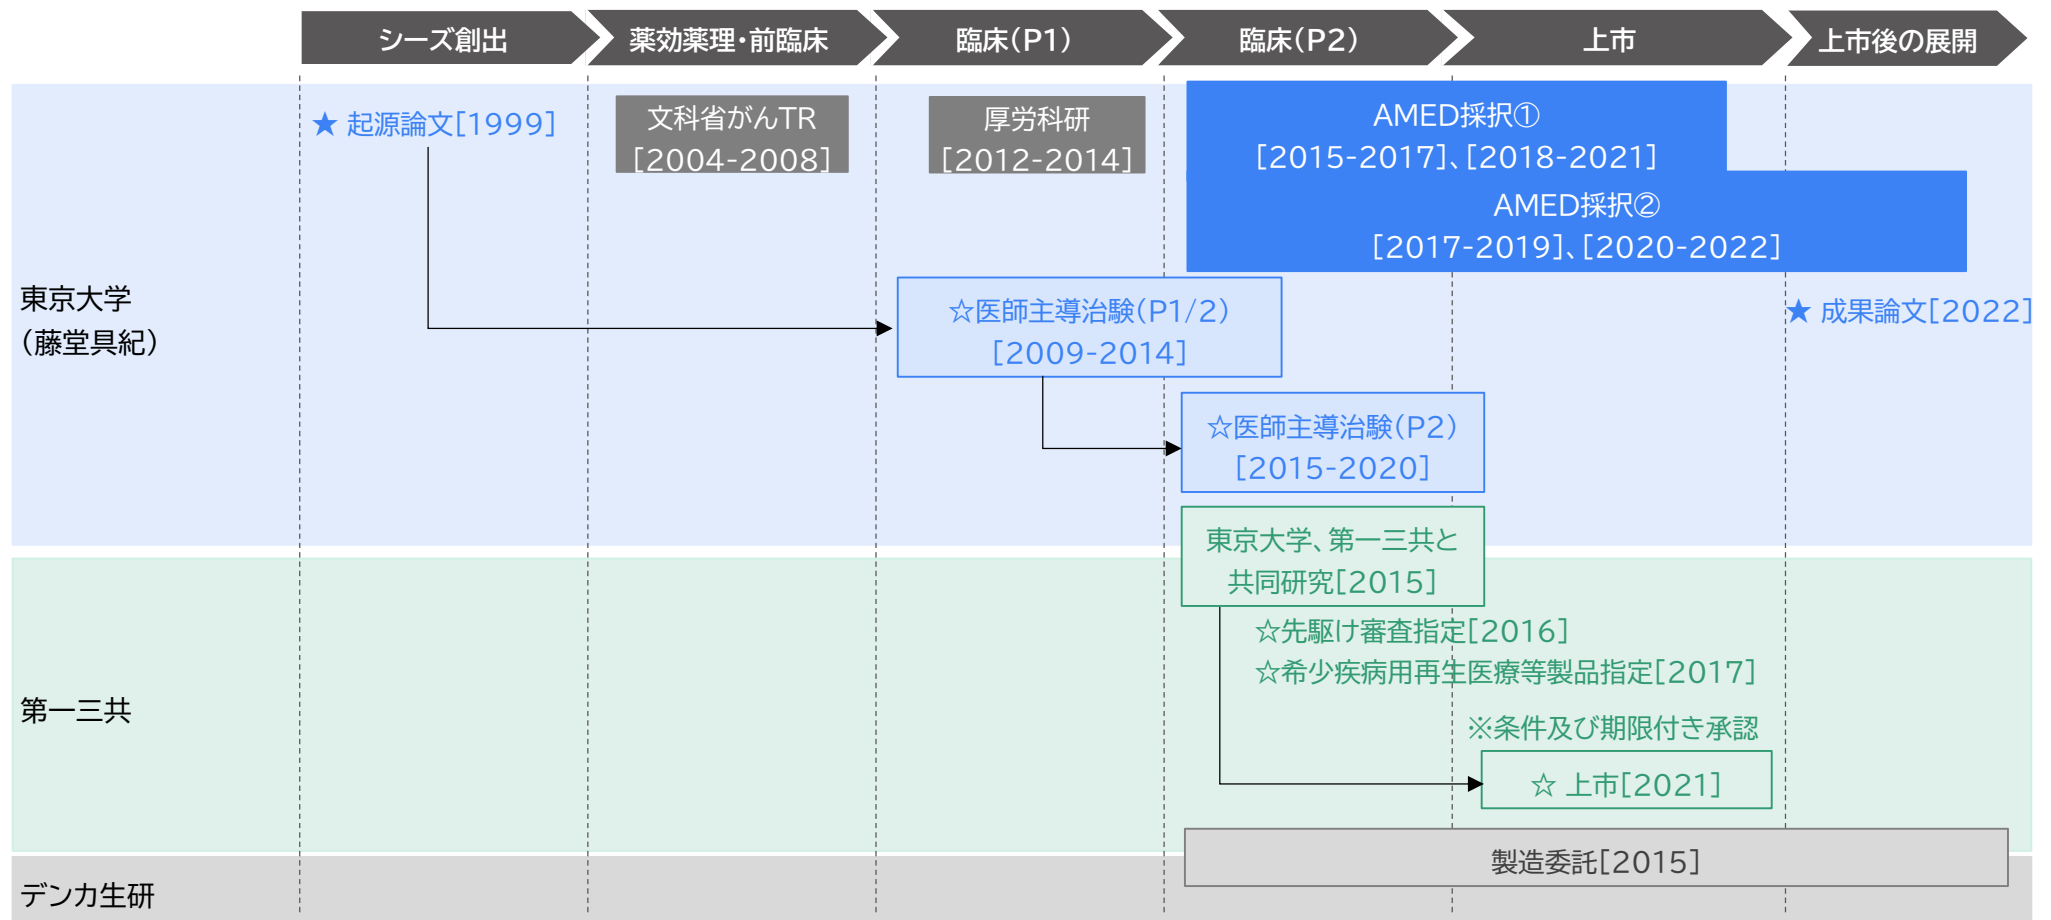 シーズ創出
薬効薬理・前臨床
臨床(P1)
臨床(P2)
上市
上市後の展開
東京大学
(藤堂具紀)
★ 起源論文[1999]
文科省がんTR
[2004-2008]
厚労科研
[2012-2014]
AMED採択①
[2015-2017]、[2018-2021]
AMED採択②
[2017-2019]、[2020-2022]
☆医師主導治験(P1/2)
[2009-2014]
★ 成果論文[2022]
☆医師主導治験(P2)
[2015-2020]
東京大学、第一三共と
共同研究[2015]
第一三共
☆先駆け審査指定[2016]
☆希少疾病用再生医療等製品指定[2017]
※条件及び期限付き承認
☆ 上市[2021]
製造委託[2015]
デンカ生研